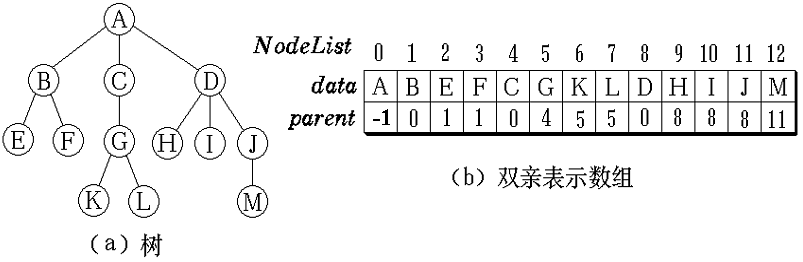 A
B C D
E F G H I J
K L M
（a）树
NodeList 0 1 2 3 4 5 6 7 8 9 10 11 12
data A B E F C G K L D H I J M
parent -1 0 1 1 0 4 5 5 0 8 8 8 11
（b）双亲表示数组